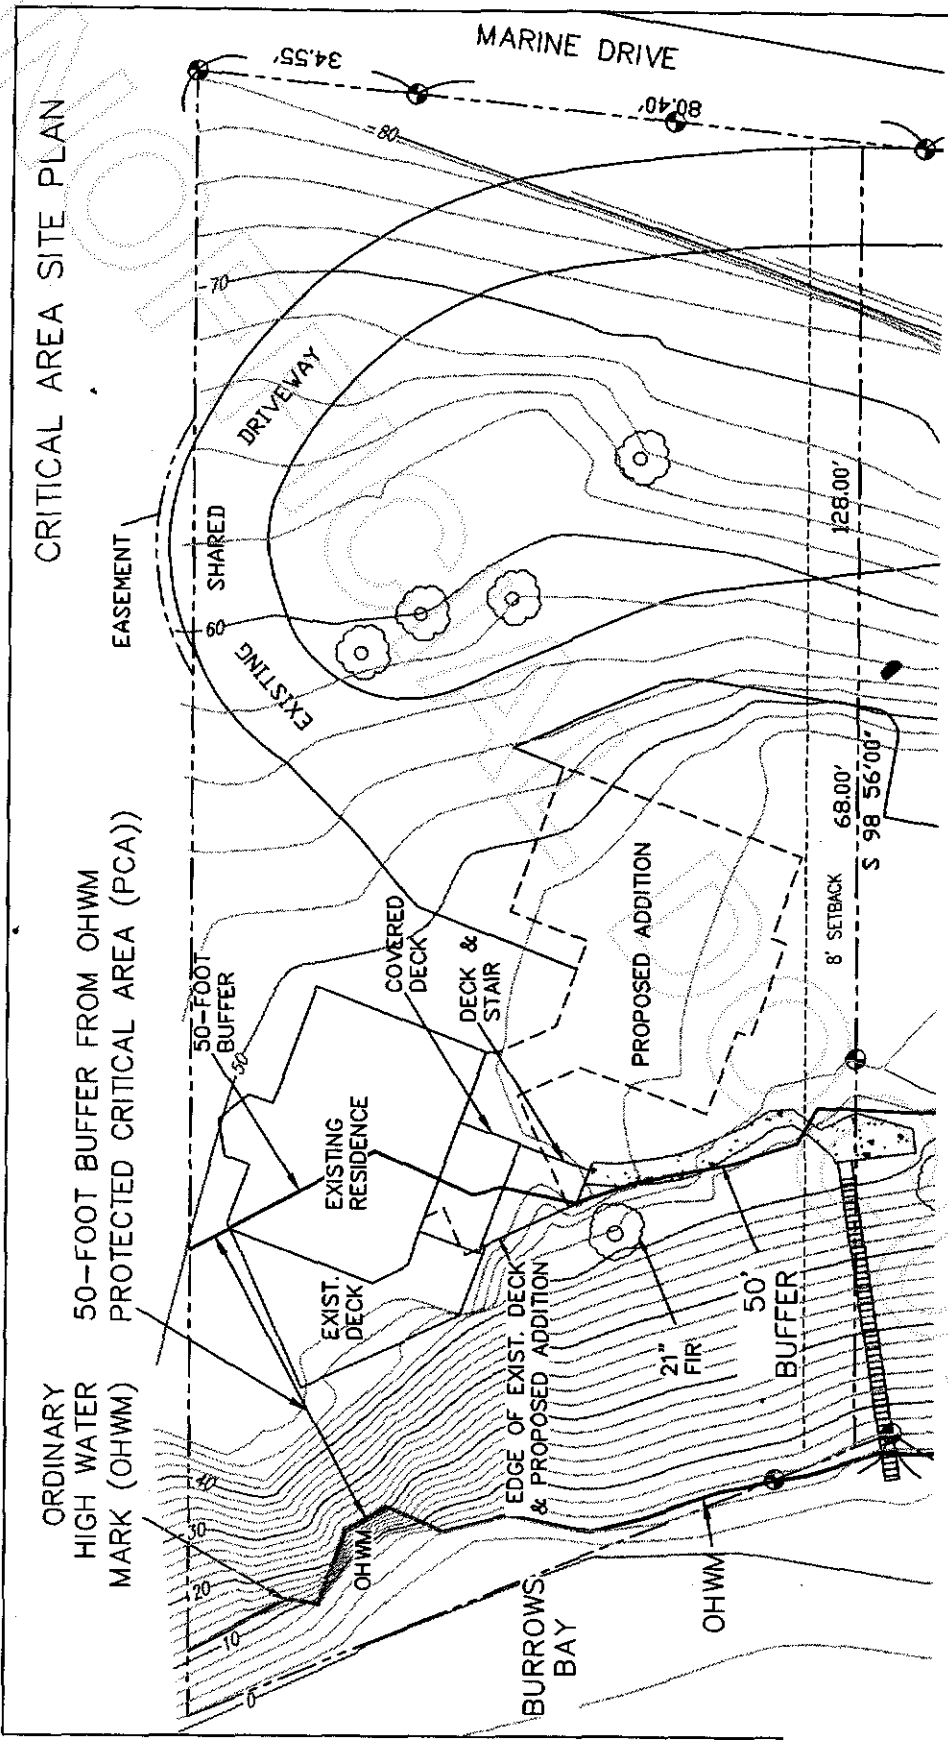 CRITICAL AREA SITE PLAN
MARINE DRIVE
34.55'
80.40'
80
70
EASEMENT
EXISTING
SHARED
DRIVEWAY
60
128.00'
68.00'
S 98 56'00"
8' SETBACK
50-FOOT BUFFER FROM OHWM
PROTECTED CRITICAL AREA (PCA))
50-FOOT
BUFFER
50
COVERED
DECK
DECK &
STAIR
PROPOSED ADDITION
EXISTING
RESIDENCE
EXIST.
DECK
EDGE OF EXIST. DECK
& PROPOSED ADDITION
21"
FIR
50'
BUFFER
ORDINARY
HIGH WATER
MARK (OHWM)
40
30
20
10
0
OHWM
BURROWS
BAY
OHWM
UNOFFICIAL DOCUMENT